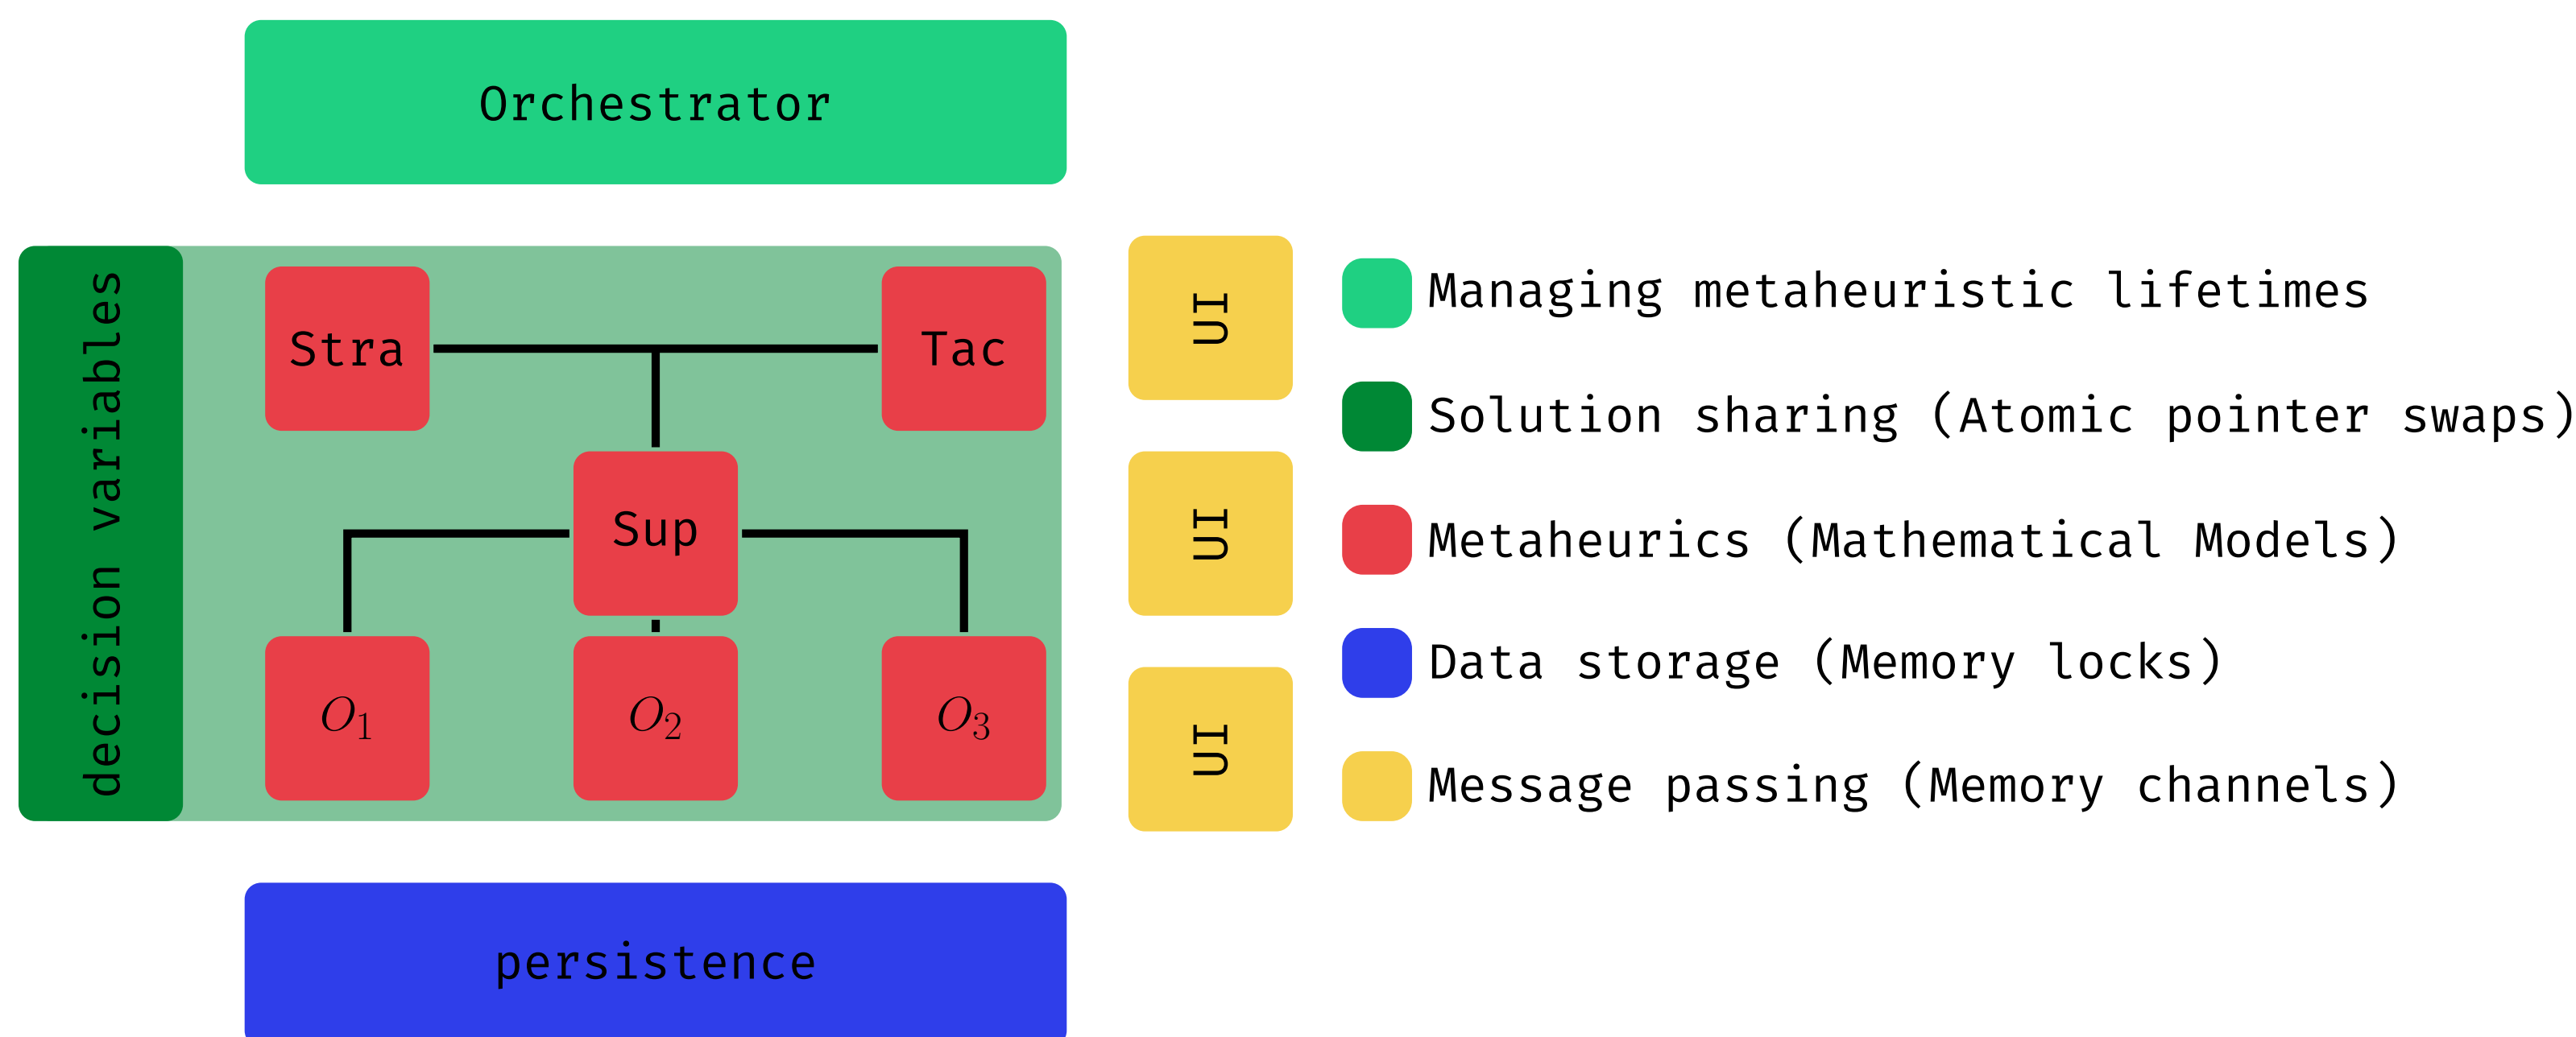 Orchestrator
decision variables
Stra
Tac
Sup
O₁
O₂
O₃
persistence
UI
UI
UI
Managing metaheuristic lifetimes
Solution sharing (Atomic pointer swaps)
Metaheurics (Mathematical Models)
Data storage (Memory locks)
Message passing (Memory channels)